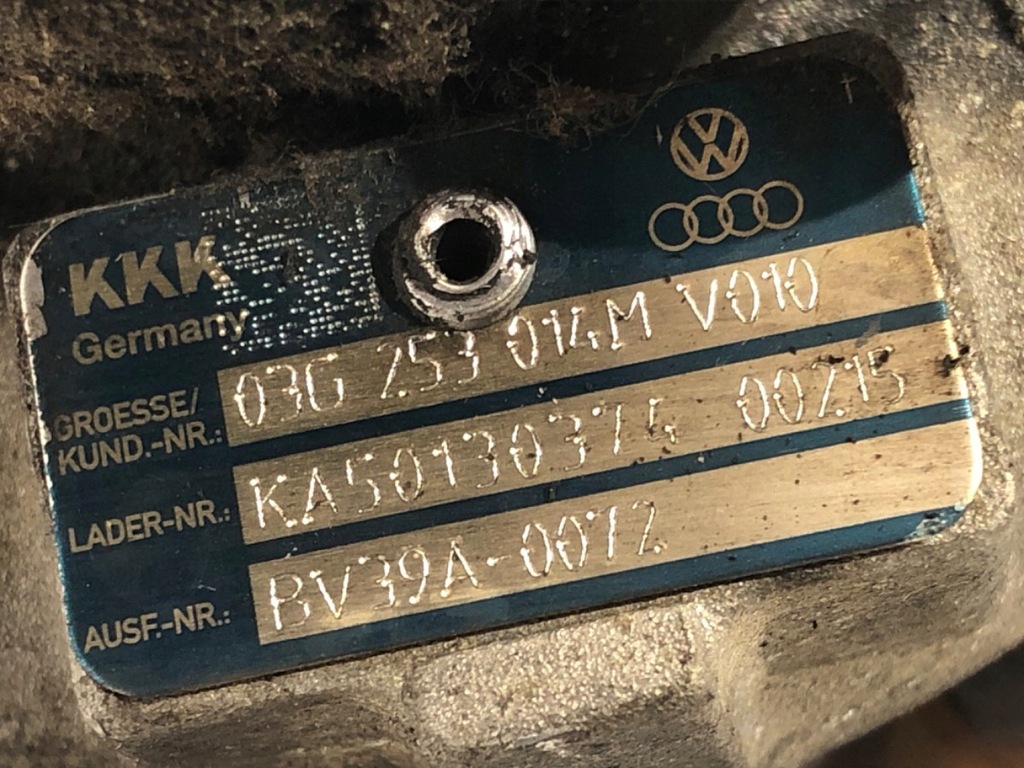 KKK
Germany
GROESSE/
KUND.-NR.: 03G 253 014M V010
LADER-NR.: KA50130374 00215
AUSF.-NR.: BV39A-0072